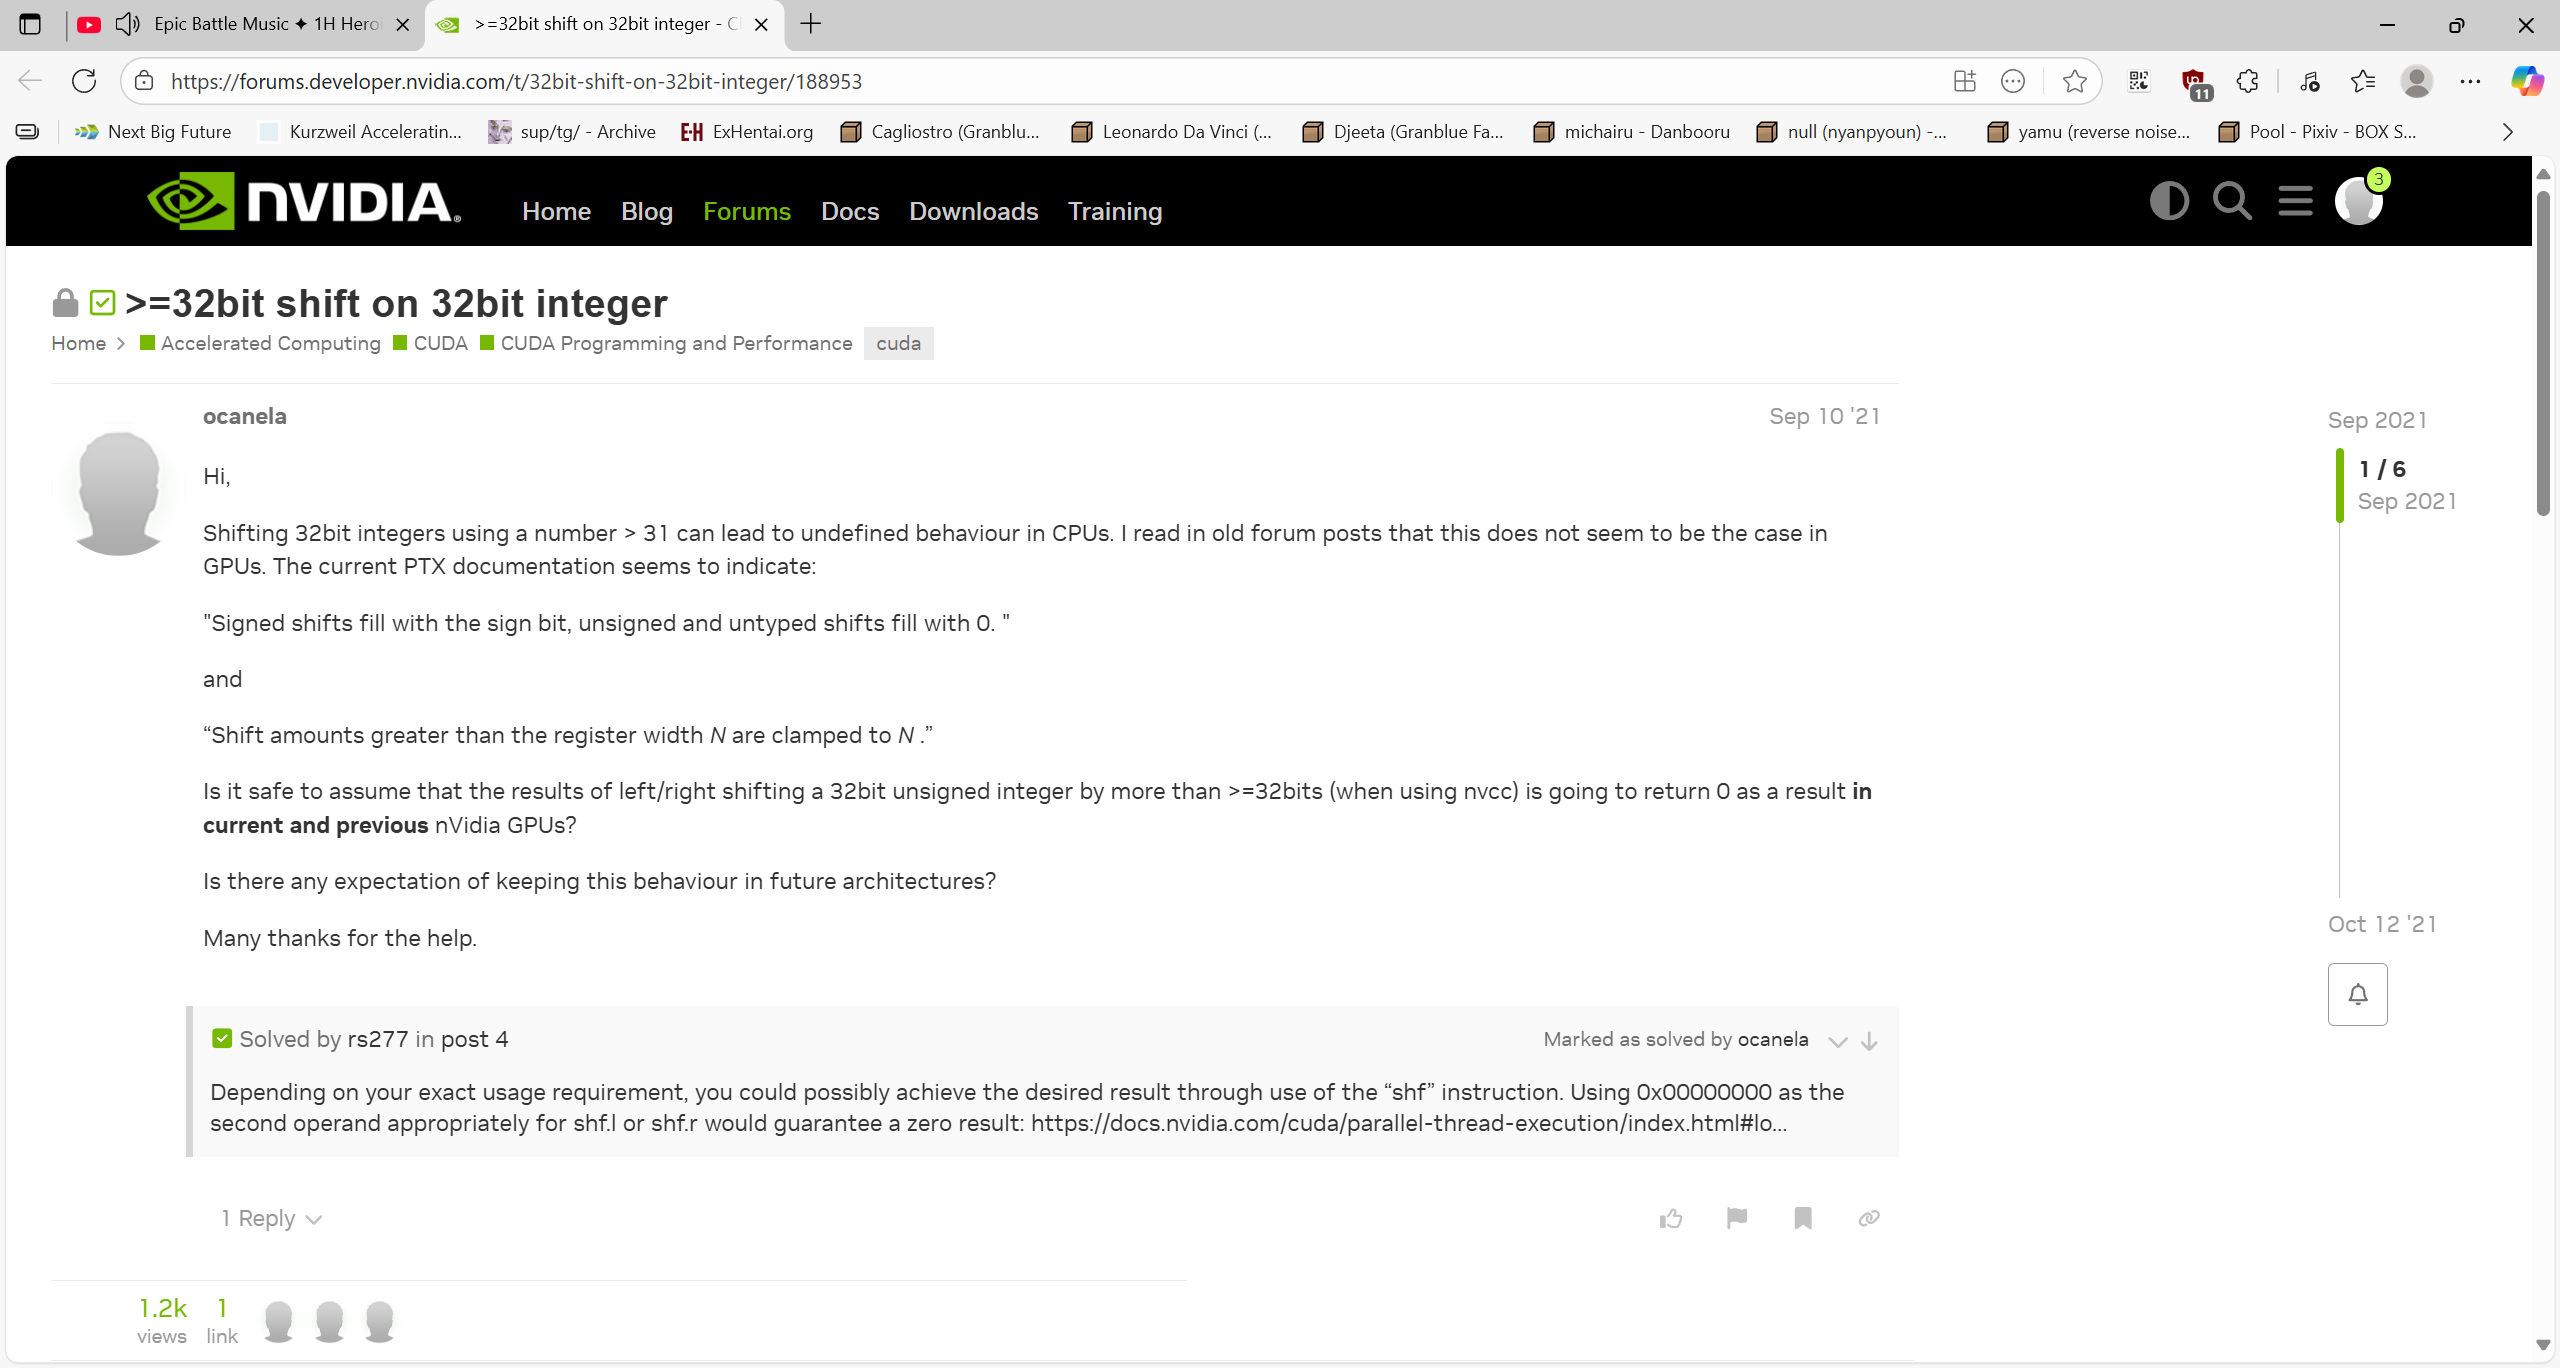 Epic Battle Music ✦ 1H Heroi
>=32bit shift on 32bit integer - C
https://forums.developer.nvidia.com/t/32bit-shift-on-32bit-integer/188953
11
Next Big Future
Kurzweil Acceleratin...
sup/tg/ - Archive
E-H ExHentai.org
Cagliostro (Granblu...
Leonardo Da Vinci (...
Djeeta (Granblue Fa...
michairu - Danbooru
null (nyanpyoun) -...
yamu (reverse noise...
Pool - Pixiv - BOX S...
NVIDIA.
Home Blog Forums Docs Downloads Training
3
>=32bit shift on 32bit integer
Home > Accelerated Computing CUDA CUDA Programming and Performance cuda
ocanela
Sep 10 '21
Hi,
Shifting 32bit integers using a number > 31 can lead to undefined behaviour in CPUs. I read in old forum posts that this does not seem to be the case in
GPUs. The current PTX documentation seems to indicate:
"Signed shifts fill with the sign bit, unsigned and untyped shifts fill with 0. "
and
“Shift amounts greater than the register width N are clamped to N .”
Is it safe to assume that the results of left/right shifting a 32bit unsigned integer by more than >=32bits (when using nvcc) is going to return 0 as a result in
current and previous nVidia GPUs?
Is there any expectation of keeping this behaviour in future architectures?
Many thanks for the help.
Solved by rs277 in post 4
Marked as solved by ocanela
Depending on your exact usage requirement, you could possibly achieve the desired result through use of the “shf” instruction. Using 0x00000000 as the
second operand appropriately for shf.l or shf.r would guarantee a zero result: https://docs.nvidia.com/cuda/parallel-thread-execution/index.html#lo...
1 Reply
1.2k
views
1
link
Sep 2021
1 / 6
Sep 2021
Oct 12 '21